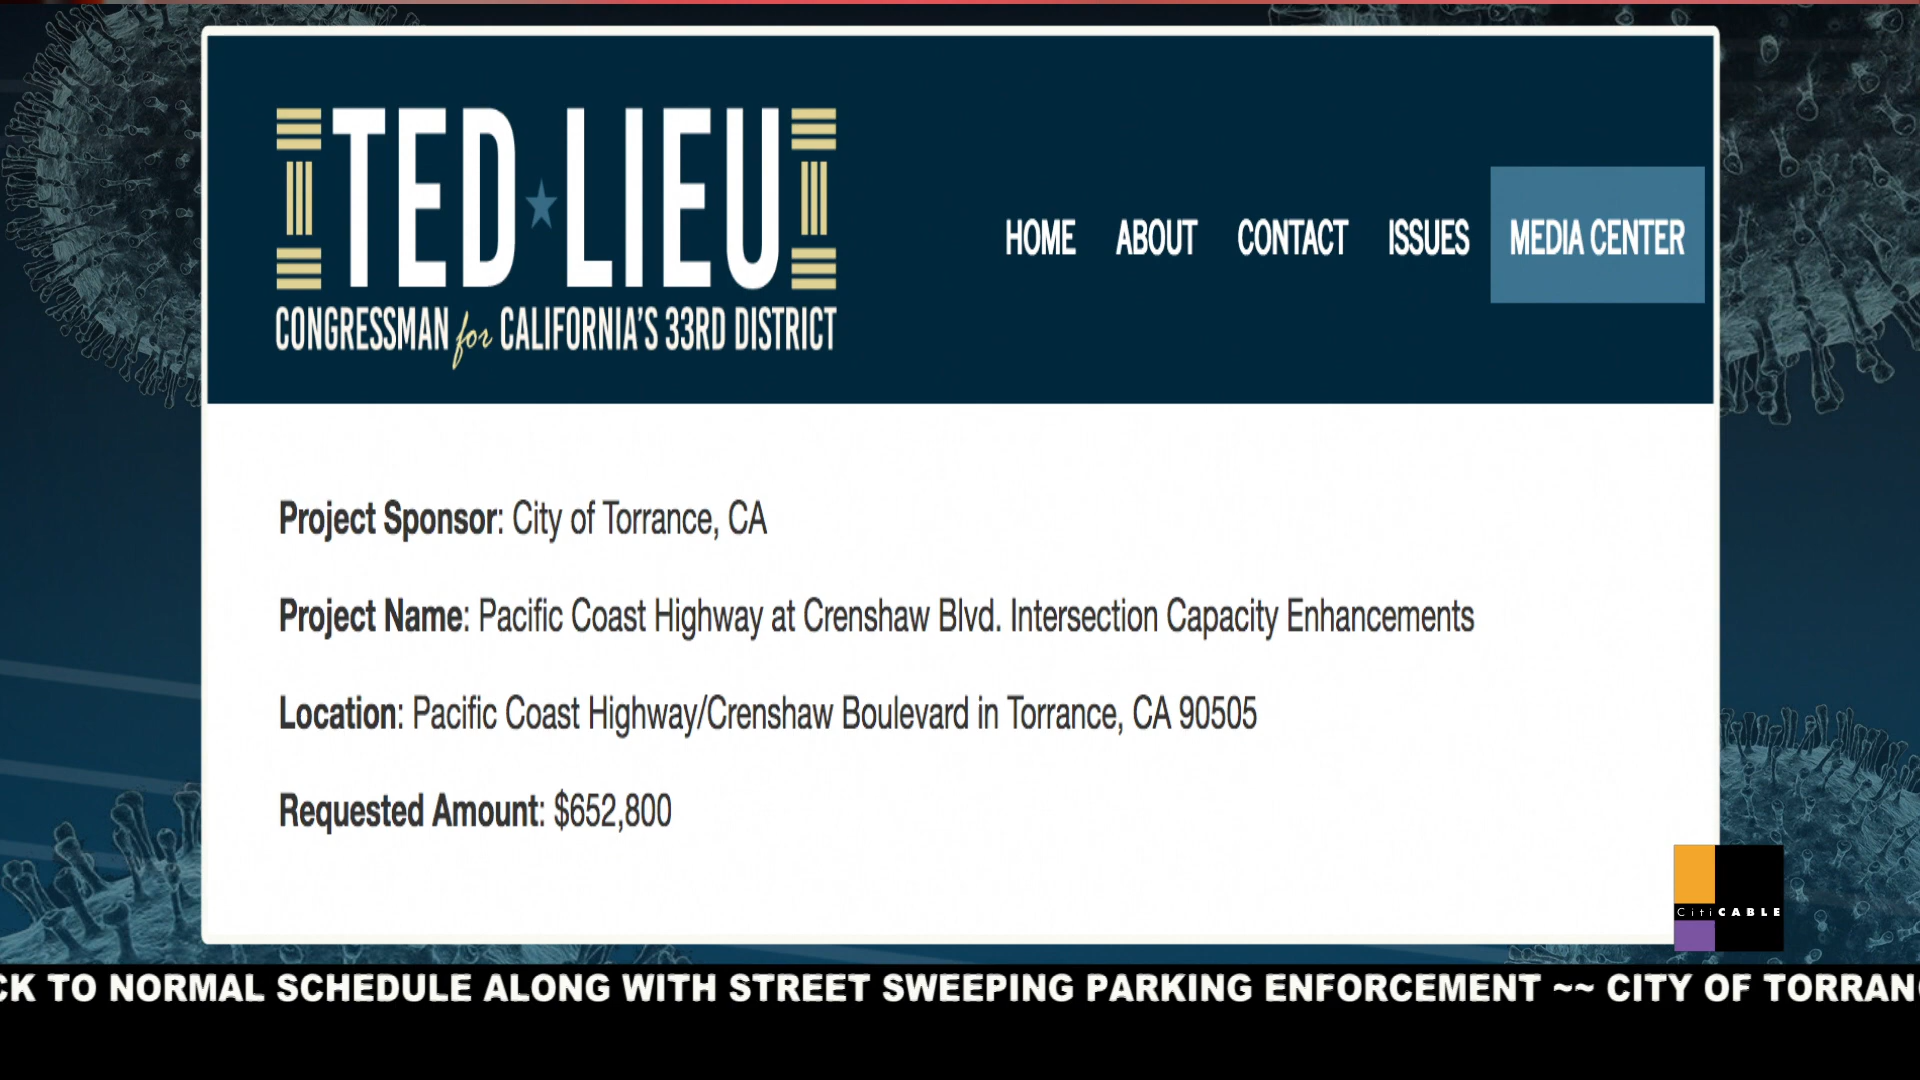 TED LIEU
CONGRESSMAN for CALIFORNIA'S 33RD DISTRICT
HOME ABOUT CONTACT ISSUES MEDIA CENTER
Project Sponsor: City of Torrance, CA
Project Name: Pacific Coast Highway at Crenshaw Blvd. Intersection Capacity Enhancements
Location: Pacific Coast Highway/Crenshaw Boulevard in Torrance, CA 90505
Requested Amount: $652,800
CitiCABLE
CK TO NORMAL SCHEDULE ALONG WITH STREET SWEEPING PARKING ENFORCEMENT ~~ CITY OF TORRANC